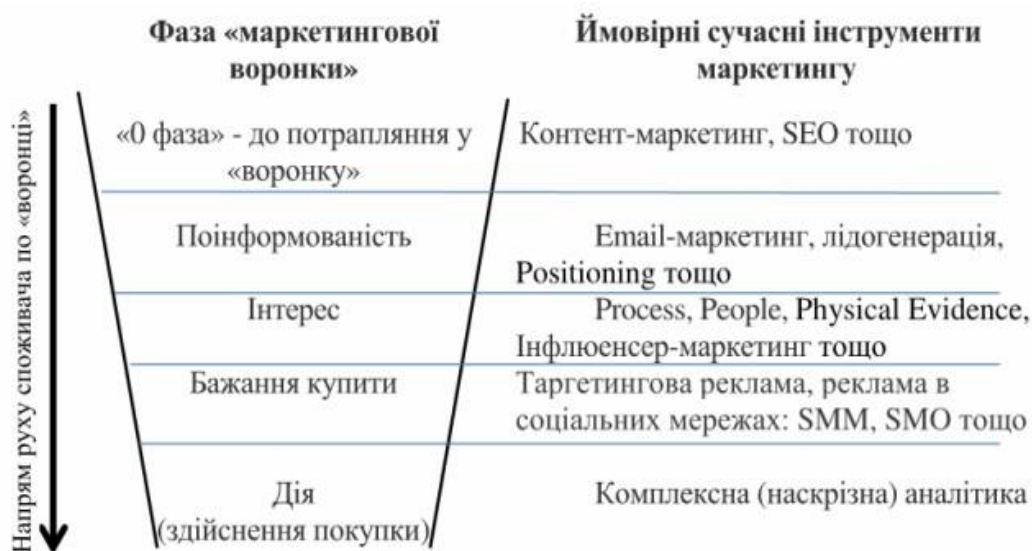 Фаза «маркетингової
воронки»
Ймовірні сучасні інструменти
маркетингу
Напрям руху споживача по «воронці»
«0 фаза» - до потрапляння у
«воронку»
Контент-маркетинг, SEO тощо
Поінформованість
Email-маркетинг, лідогенерація,
Positioning тощо
Інтерес
Process, People, Physical Evidence,
Інфлюенсер-маркетинг тощо
Бажання купити
Таргетингова реклама, реклама в
соціальних мережах: SMM, SMO тощо
Дія
(здійснення покупки)
Комплексна (наскрізна) аналітика